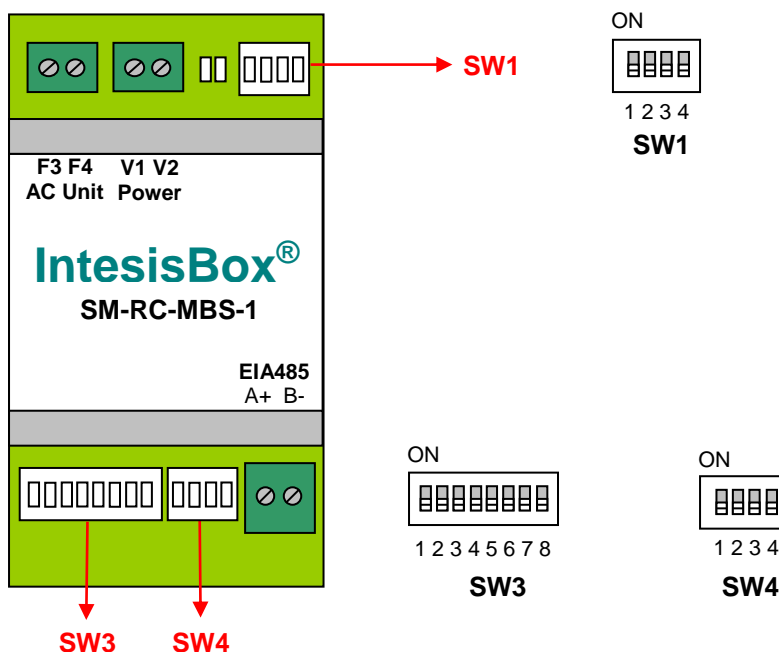 ON
SW1
1 2 3 4
SW1
F3 F4 V1 V2
AC Unit Power
IntesisBox®
SM-RC-MBS-1
EIA485
A+ B-
ON
ON
1 2 3 4 5 6 7 8
1 2 3 4
SW3
SW4
SW3
SW4